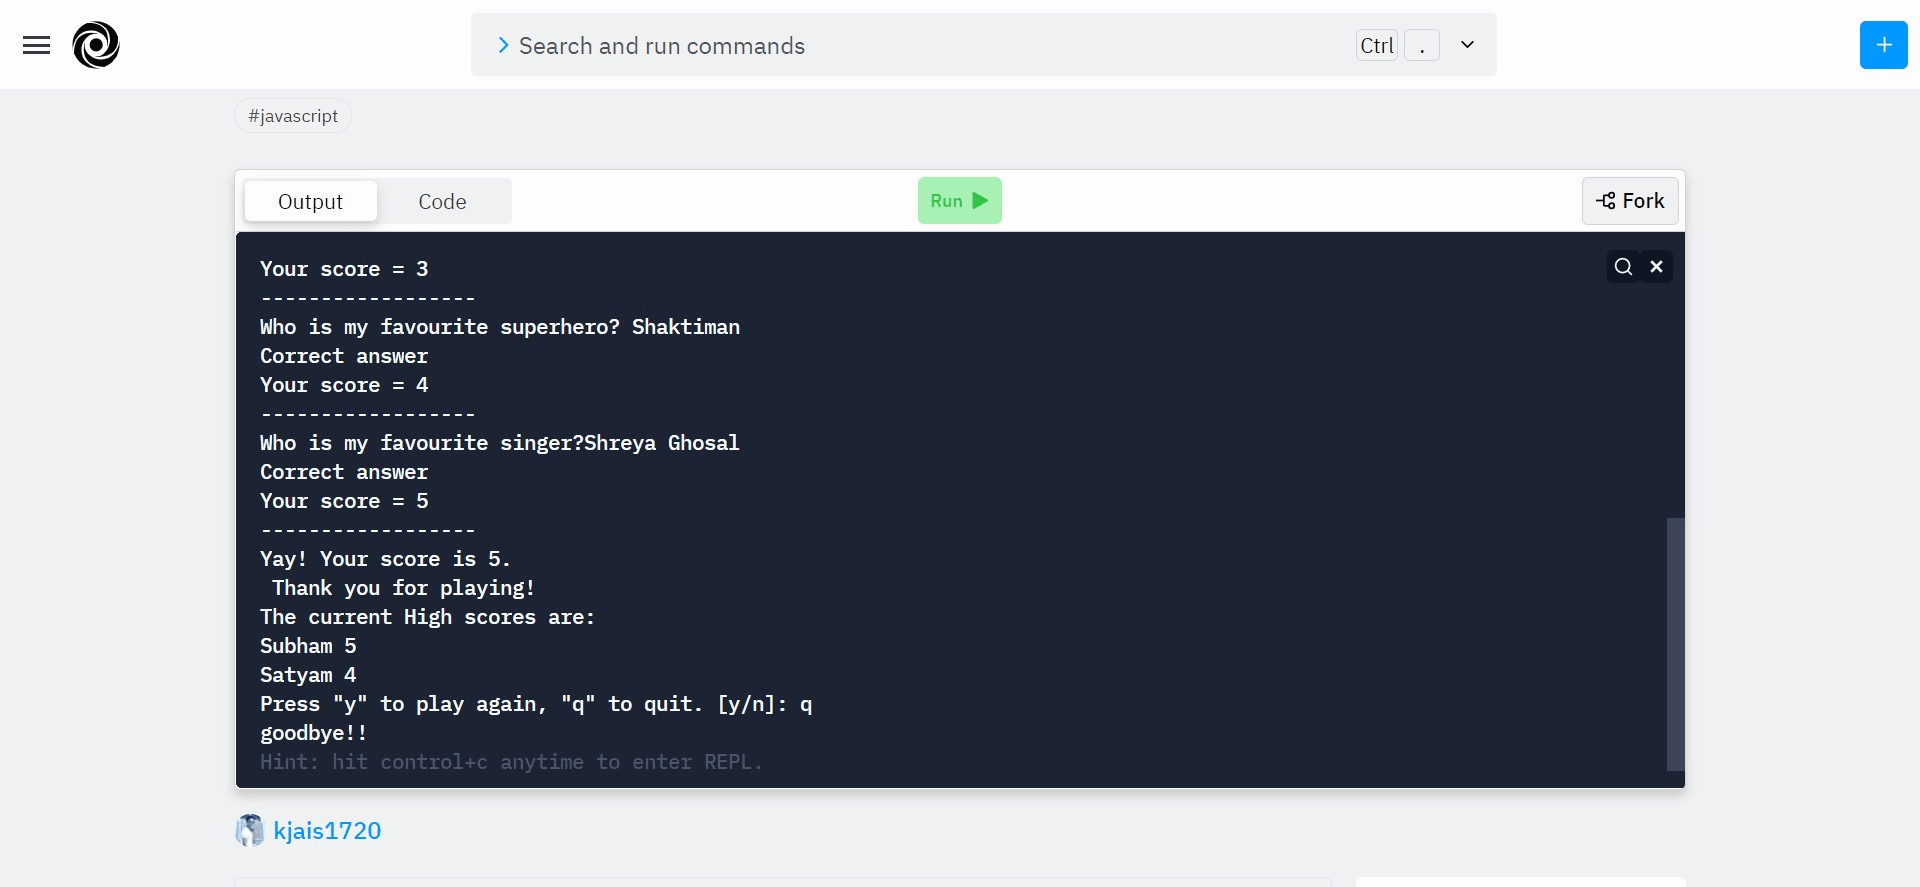 Search and run commands Ctrl .
#javascript
Output Code Run Fork
Your score = 3
------------------
Who is my favourite superhero? Shaktiman
Correct answer
Your score = 4
------------------
Who is my favourite singer?Shreya Ghosal
Correct answer
Your score = 5
------------------
Yay! Your score is 5.
 Thank you for playing!
The current High scores are:
Subham 5
Satyam 4
Press "y" to play again, "q" to quit. [y/n]: q
goodbye!!
Hint: hit control+c anytime to enter REPL.
kjais1720